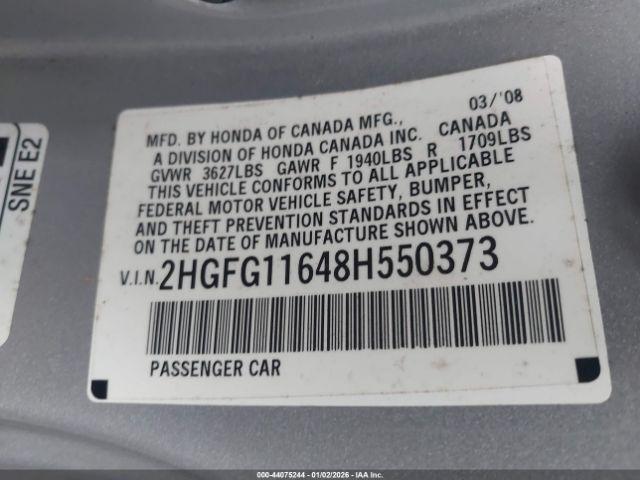 03/'08
MFD. BY HONDA OF CANADA MFG.,
A DIVISION OF HONDA CANADA INC. CANADA
GVWR 3627LBS GAWR F 1940LBS R 1709LBS
THIS VEHICLE CONFORMS TO ALL APPLICABLE
FEDERAL MOTOR VEHICLE SAFETY, BUMPER,
AND THEFT PREVENTION STANDARDS IN EFFECT
ON THE DATE OF MANUFACTURE SHOWN ABOVE.
V.I.N. 2HGFG11648H550373
PASSENGER CAR
SNE E2
000-44075244 - 01/02/2026 - IAAI.COM